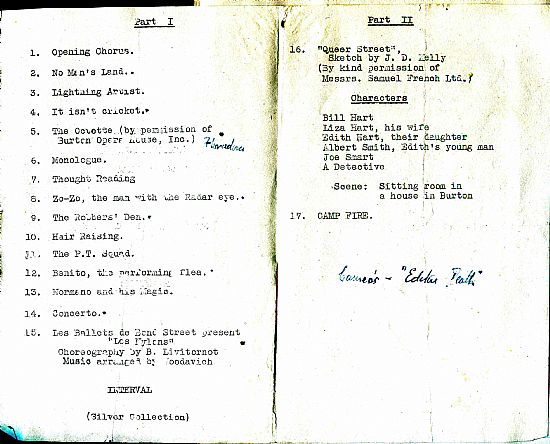 Part I
1. Opening Chorus.
2. No Man's Land..
3. Lightning Artist.
4. It isn't cricket.
5. The Octette (by permission of
Burton Opera House, Inc.)
6. Monologue.
7. Thought Reading
8. Zo-Zo, the man with the Radar eye..
9. The Robbers' Den.
10. Hair Raising.
11. The P.T. Squad.
12. Benito, the performing flea.
13. Normano and his Magic.
14. Concerto.
15. Les Ballets de Bond Street present
"Les Nylons"
Choreography by B. Livitornot
Music arranged by Toodavich
INTERVAL
(Silver Collection)
Part II
16. "Queer Street",
Sketch by J. D. Kelly
(By kind permission of
Messrs. Samuel French Ltd.)
Characters
Bill Hart
Liza Hart, his wife
Edith Hart, their daughter
Albert Smith, Edith's young man
Joe Smart
A Detective
Scene: Sitting room in
a house in Burton
17. CAMP FIRE.